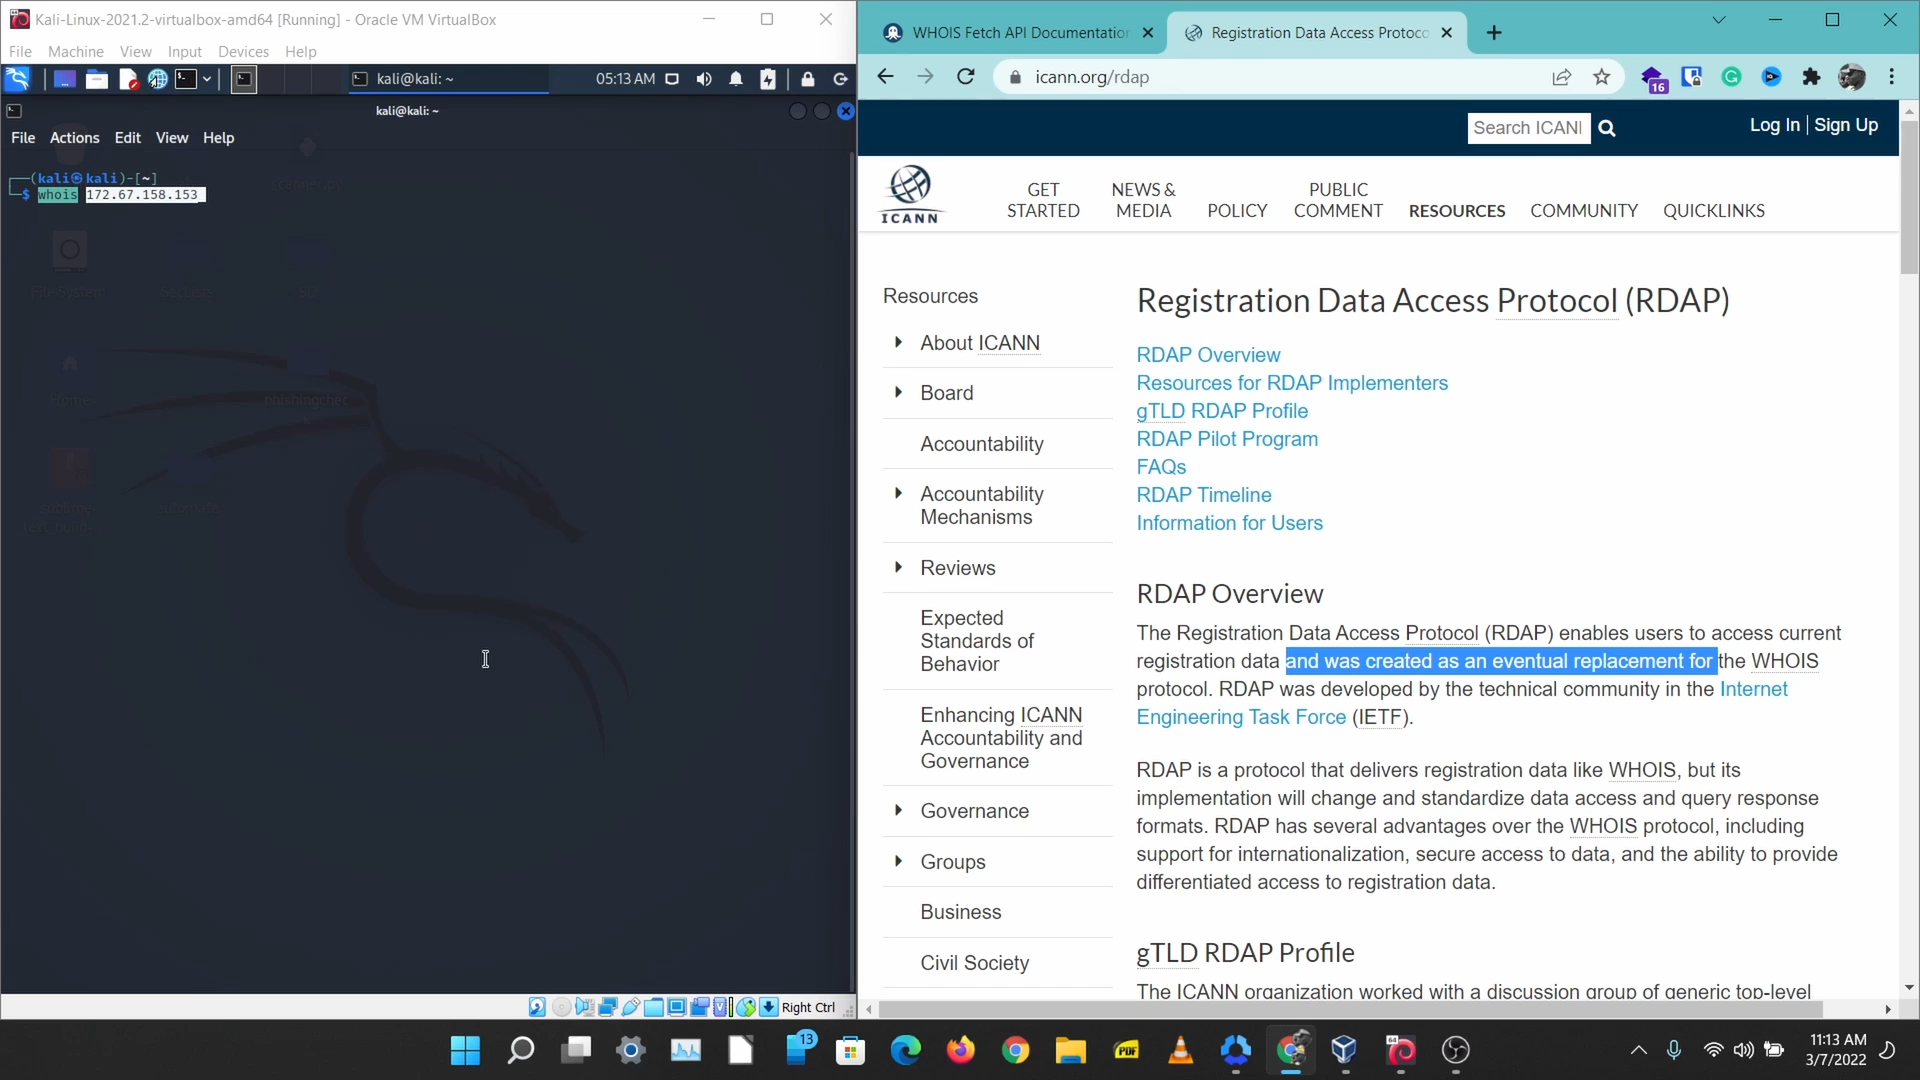 Kali-Linux-2021.2-virtualbox-amd64 [Running] - Oracle VM VirtualBox
File Machine View Input Devices Help
kali@kali: ~
05:13 AM
kali@kali: ~
File Actions Edit View Help
(kali㉿kali)-[~]
$ whois 172.67.158.153
Right Ctrl
WHOIS Fetch API Documentation
Registration Data Access Protoco
icann.org/rdap
16
Search ICANN
Log In | Sign Up
ICANN
GET STARTED
NEWS & MEDIA
POLICY
PUBLIC COMMENT
RESOURCES
COMMUNITY
QUICKLINKS
Resources
About ICANN
Board
Accountability
Accountability
Mechanisms
Reviews
Expected
Standards of
Behavior
Enhancing ICANN
Accountability and
Governance
Governance
Groups
Business
Civil Society
Registration Data Access Protocol (RDAP)
RDAP Overview
Resources for RDAP Implementers
gTLD RDAP Profile
RDAP Pilot Program
FAQs
RDAP Timeline
Information for Users
RDAP Overview
The Registration Data Access Protocol (RDAP) enables users to access current
registration data and was created as an eventual replacement for the WHOIS
protocol. RDAP was developed by the technical community in the Internet
Engineering Task Force (IETF).
RDAP is a protocol that delivers registration data like WHOIS, but its
implementation will change and standardize data access and query response
formats. RDAP has several advantages over the WHOIS protocol, including
support for internationalization, secure access to data, and the ability to provide
differentiated access to registration data.
gTLD RDAP Profile
The ICANN organization worked with a discussion group of generic top-level
13
PDF
11:13 AM
3/7/2022